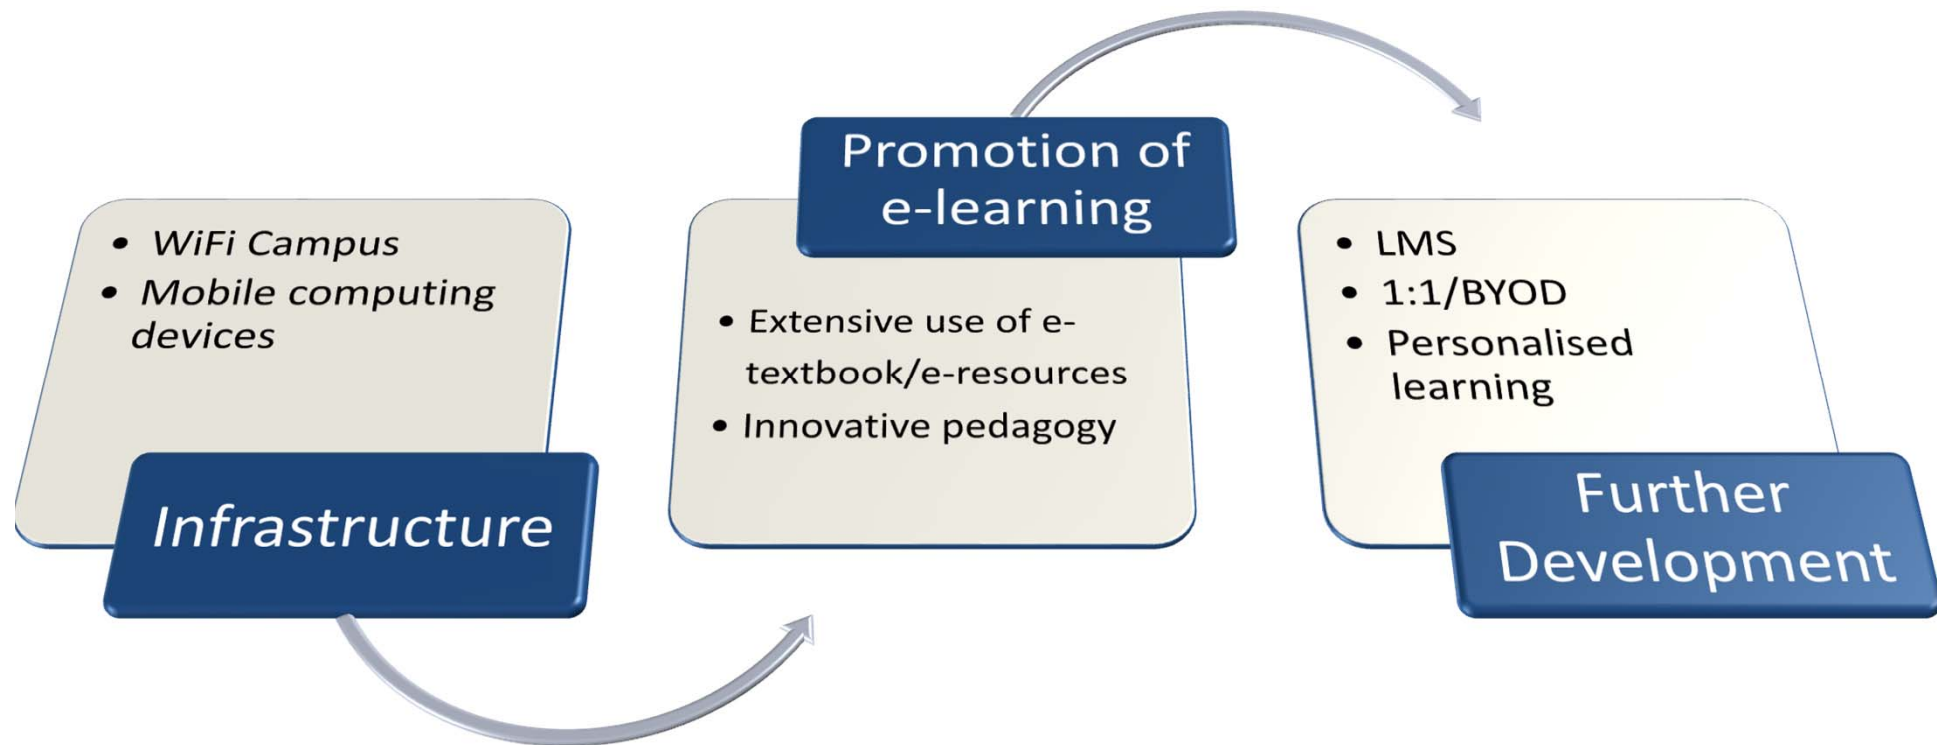 • WiFi Campus
• Mobile computing
devices
Infrastructure
Promotion of
e-learning
• Extensive use of e-
textbook/e-resources
• Innovative pedagogy
• LMS
• 1:1/BYOD
• Personalised
learning
Further
Development